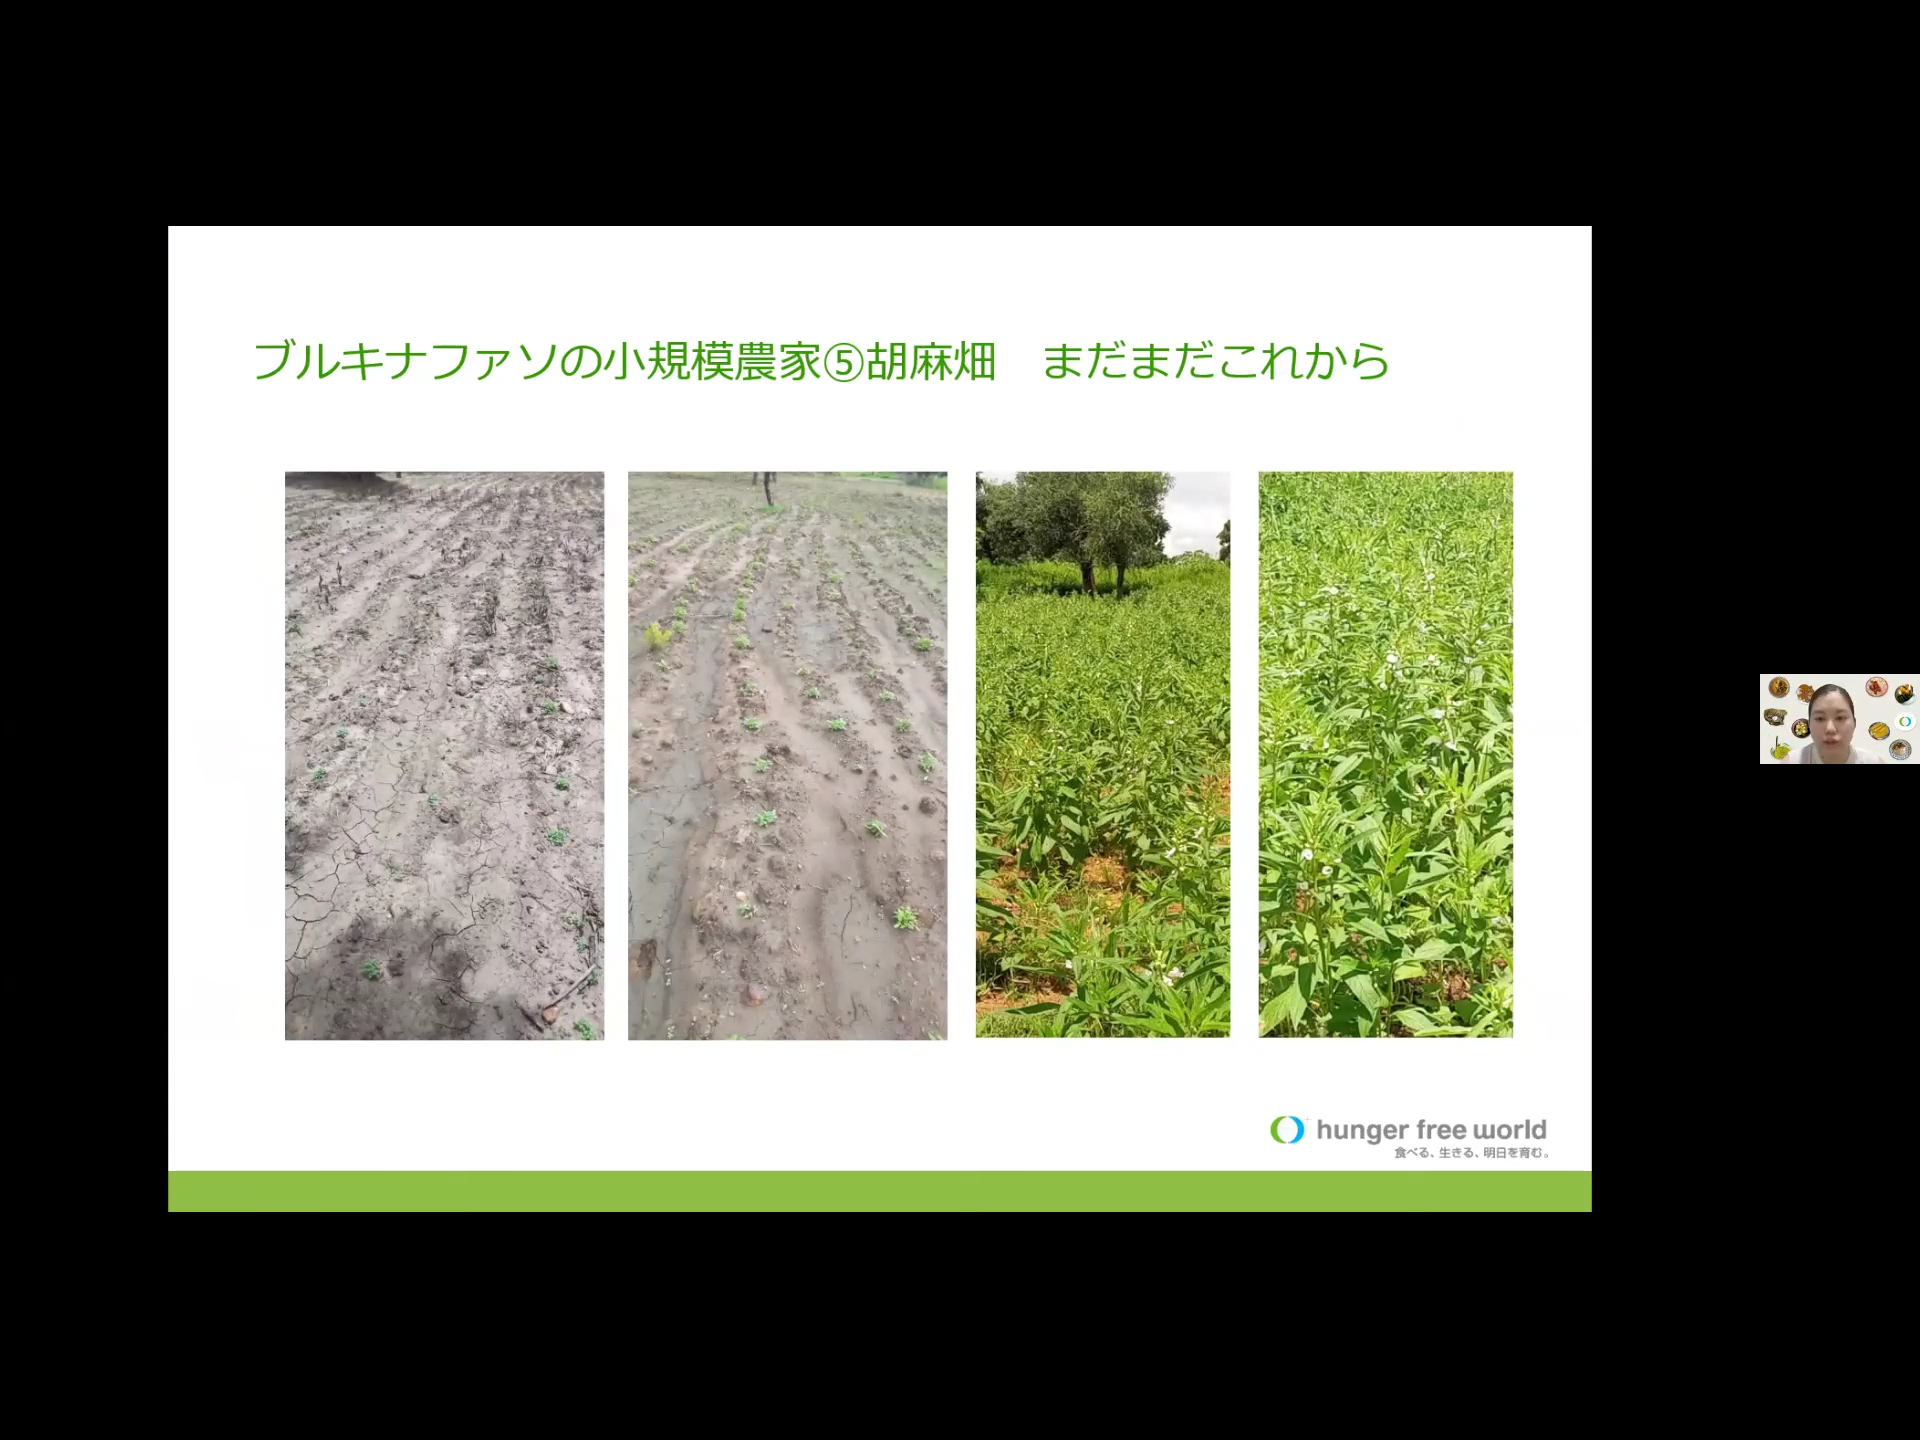 ブルキナファソの小規模農家⑤胡麻畑　まだまだこれから
hunger free world
食べる、生きる、明日を育む。